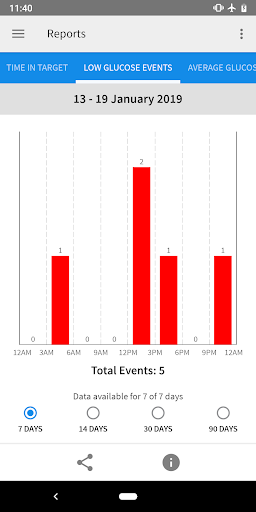 11:40
Reports
TIME IN TARGET LOW GLUCOSE EVENTS AVERAGE GLUCOS
13 - 19 January 2019
2
1 1 1
0 0 0 0
12AM 3AM 6AM 9AM 12PM 3PM 6PM 9PM 12AM
Total Events: 5
Data available for 7 of 7 days
7 DAYS 14 DAYS 30 DAYS 90 DAYS